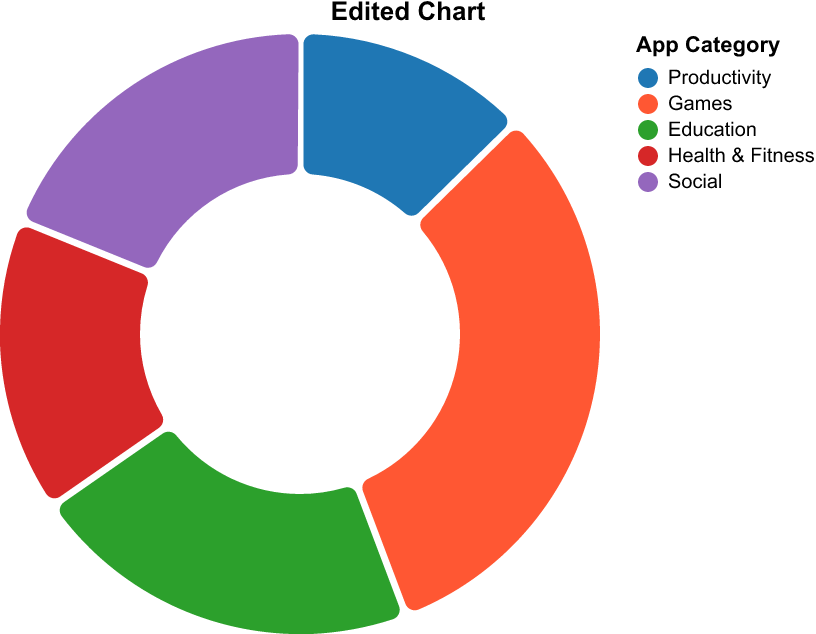 Edited Chart
App Category
Productivity
Games
Education
Health & Fitness
Social